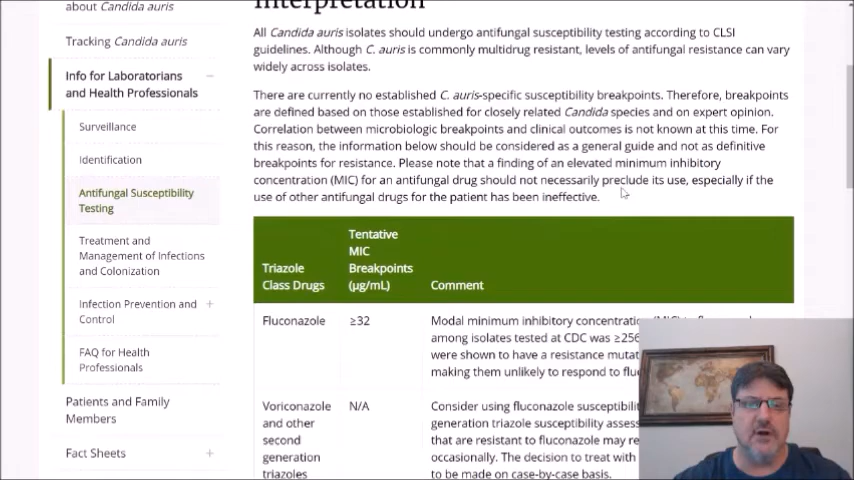 Interpretation
about Candida auris
Tracking Candida auris
Info for Laboratorians
and Health Professionals
Surveillance
Identification
Antifungal Susceptibility
Testing
Treatment and
Management of Infections
and Colonization
Infection Prevention and
Control
FAQ for Health
Professionals
Patients and Family
Members
Fact Sheets
All Candida auris isolates should undergo antifungal susceptibility testing according to CLSI
guidelines. Although C. auris is commonly multidrug resistant, levels of antifungal resistance can vary
widely across isolates.
There are currently no established C. auris-specific susceptibility breakpoints. Therefore, breakpoints
are defined based on those established for closely related Candida species and on expert opinion.
Correlation between microbiologic breakpoints and clinical outcomes is not known at this time. For
this reason, the information below should be considered as a general guide and not as definitive
breakpoints for resistance. Please note that a finding of an elevated minimum inhibitory
concentration (MIC) for an antifungal drug should not necessarily preclude its use, especially if the
use of other antifungal drugs for the patient has been ineffective.
Triazole
Class Drugs
Tentative
MIC
Breakpoints
(μg/mL)
Comment
Fluconazole
≥32
Modal minimum inhibitory
among isolates tested at CDC was ≥256
were shown to have a resistance
making them unlikely to respond to
Voriconazole
and other
second
generation
triazoles
N/A
Consider using fluconazole
generation triazole susceptibility
that are resistant to fluconazole may
occasionally. The decision to treat with
to be made on case-by-case basis.